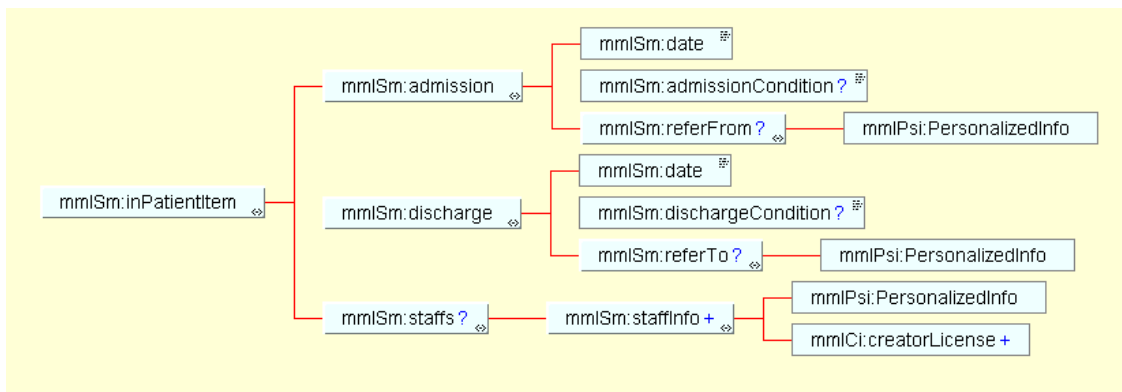 mmlSm:date
mmlSm:admission
mmlSm:admissionCondition?
mmlSm:referFrom?
mmlPsi:PersonalizedInfo
mmlSm:inPatientItem
mmlSm:date
mmlSm:discharge
mmlSm:dischargeCondition?
mmlSm:referTo?
mmlPsi:PersonalizedInfo
mmlSm:staffs?
mmlSm:staffInfo+
mmlPsi:PersonalizedInfo
mmlCi:creatorLicense+